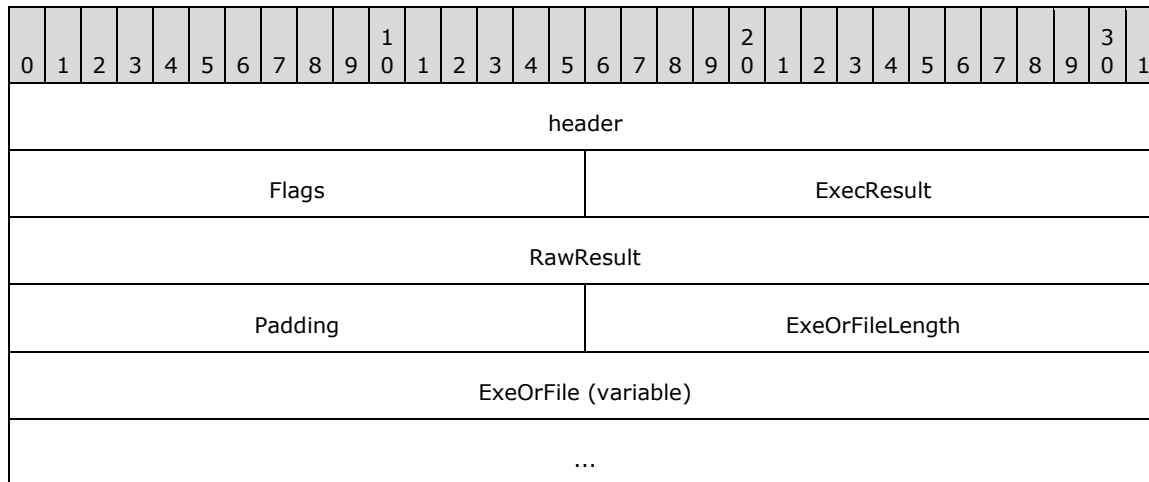 1 2 3
0 1 2 3 4 5 6 7 8 9 0 1 2 3 4 5 6 7 8 9 0 1 2 3 4 5 6 7 8 9 0 1
header
Flags ExecResult
RawResult
Padding ExeOrFileLength
ExeOrFile (variable)
...